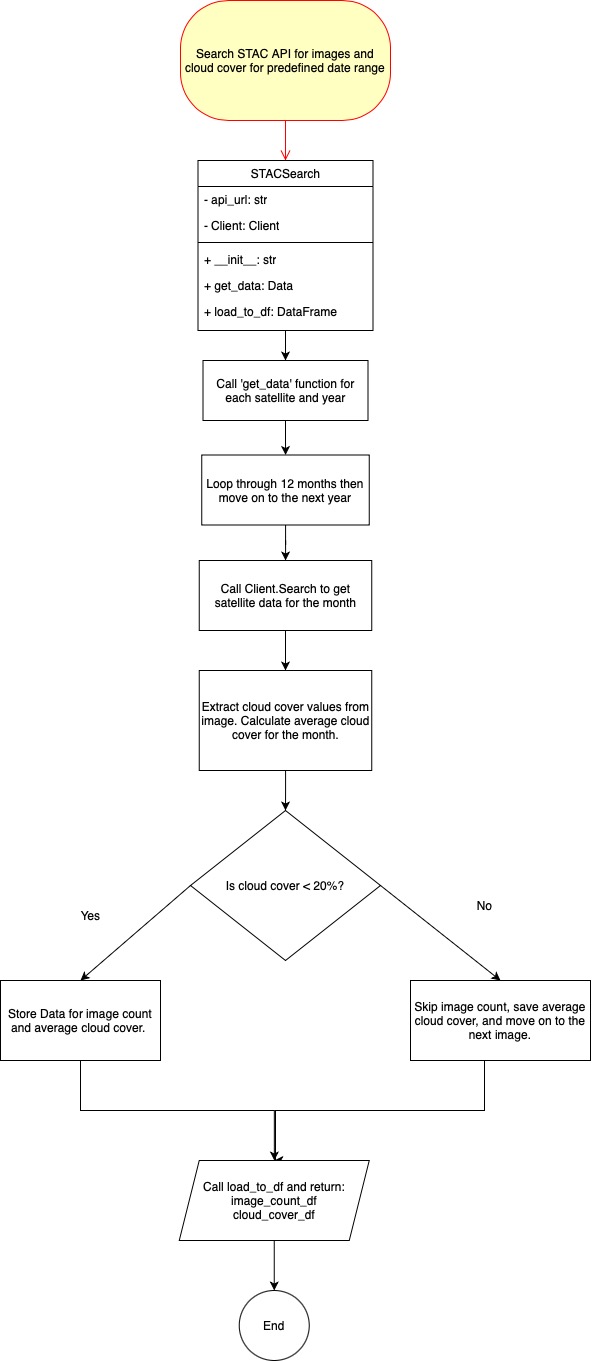 Search STAC API for images and
cloud cover for predefined date range
STACSearch
- api_url: str
- Client: Client
+ __init__: str
+ get_data: Data
+ load_to_df: DataFrame
Call 'get_data' function for
each satellite and year
Loop through 12 months then
move on to the next year
Call Client.Search to get
satellite data for the month
Extract cloud cover values from
image. Calculate average cloud
cover for the month.
Is cloud cover < 20%?
Yes
No
Store Data for image count
and average cloud cover.
Skip image count, save average
cloud cover, and move on to the
next image.
Call load_to_df and return:
image_count_df
cloud_cover_df
End